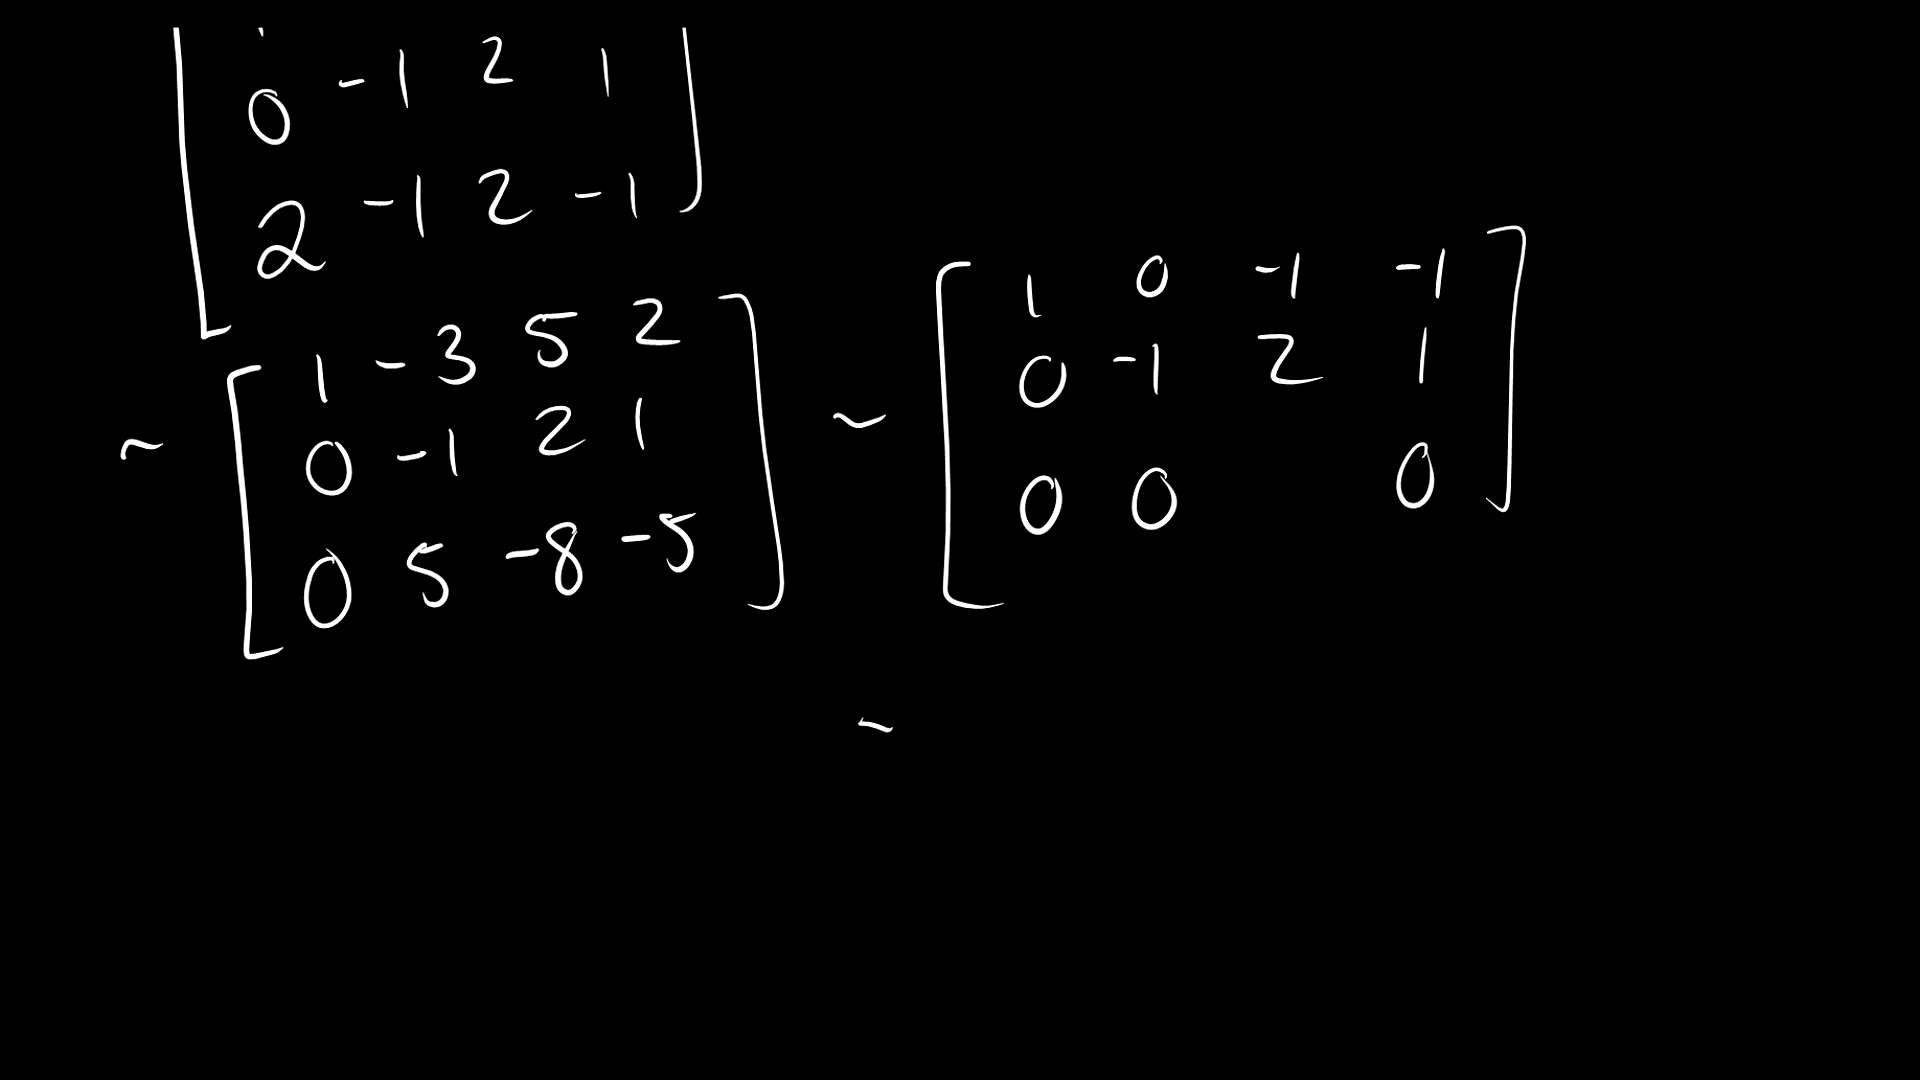 0 -1 2 1
2 -1 2 -1
~ [ 1 -3 5 2
0 -1 2 1
0 5 -8 -5 ]
~ [ 1 0 -1 -1
0 -1 2 1
0 0 0 ]
~